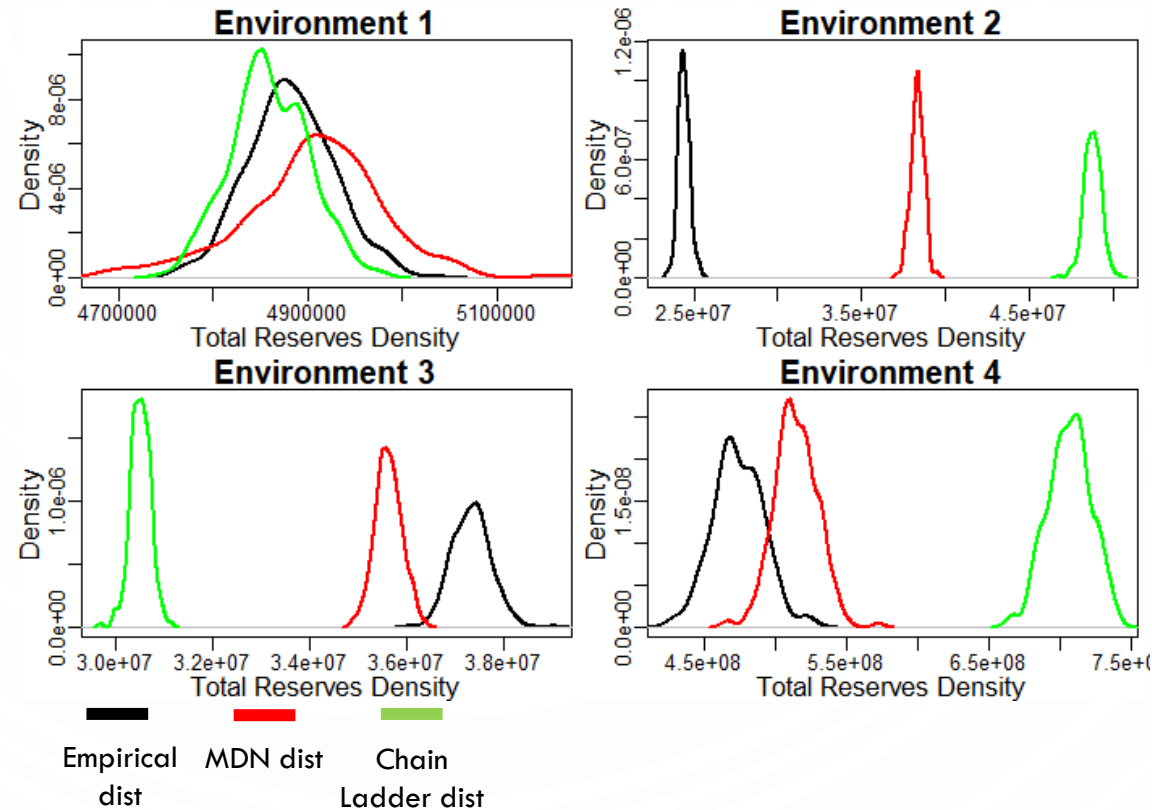 Environment 1
Density
0e+00 4e-06 8e-06
4700000 4900000 5100000
Total Reserves Density
Environment 2
Density
0.0e+00 6.0e-07 1.2e-06
2.5e+07 3.5e+07 4.5e+07
Total Reserves Density
Environment 3
Density
0.0e+00 1.0e-06
3.0e+07 3.2e+07 3.4e+07 3.6e+07 3.8e+07
Total Reserves Density
Environment 4
Density
0.0e+00 1.5e-08
4.5e+08 5.5e+08 6.5e+08 7.5e+0
Total Reserves Density
Empirical dist
MDN dist
Chain Ladder dist